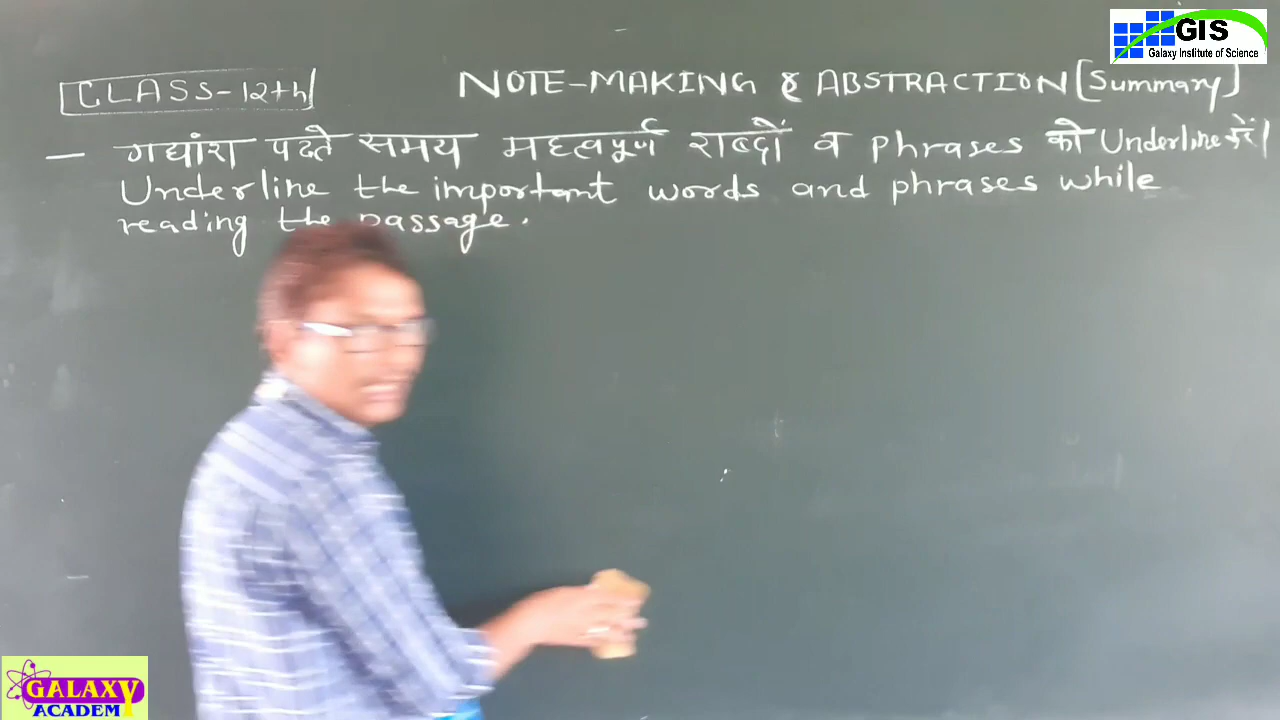 GIS
Galaxy Institute of Science
CLASS-12th
NOTE-MAKING & ABSTRACTION (Summary)
— गद्यांश पढते समय महत्वपूर्ण शब्दों व phrases को Underline करें।
Underline the important words and phrases while
reading the passage.
GALAXY
ACADEM